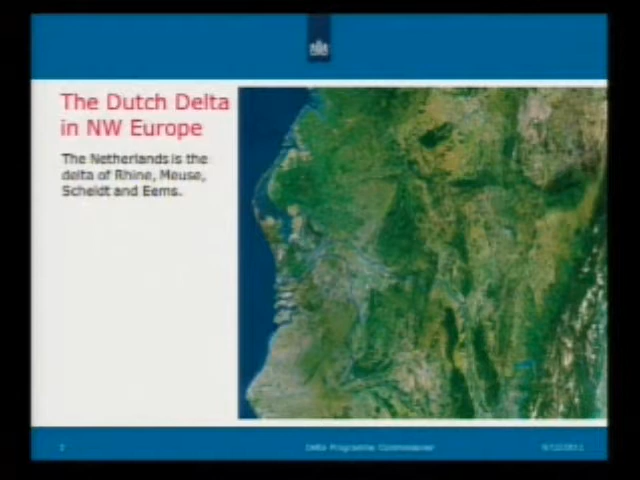 The Dutch Delta
in NW Europe
The Netherlands is the
delta of Rhine, Meuse,
Scheldt and Eems.
2
Delta Programme Commissioner